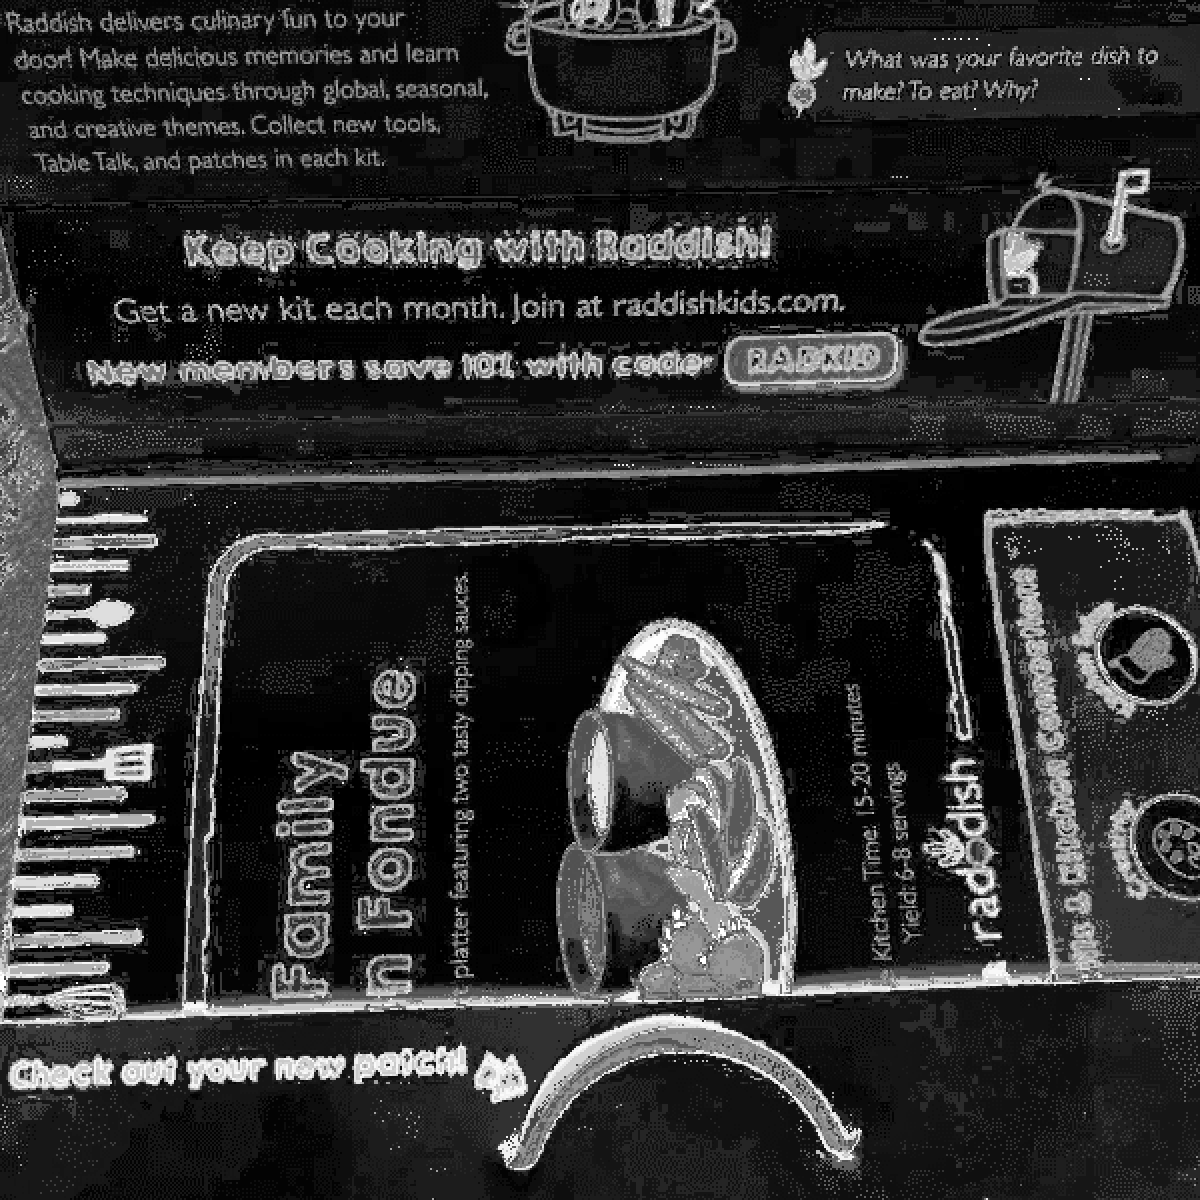 Raddish delivers culinary fun to your
door! Make delicious memories and learn
cooking techniques through global, seasonal,
and creative themes. Collect new tools,
Table Talk, and patches in each kit.
What was your favorite dish to
make? To eat? Why?
Keep Cooking with Raddish!
Get a new kit each month. Join at raddishkids.com.
New members save 10% with code: RADKID
Family
n Fondue
platter featuring two tasty dipping sauces.
Kitchen Time: 15-20 minutes
Yield: 6-8 servings
raddish
& Kitchen Conversations
Check out your new patch!